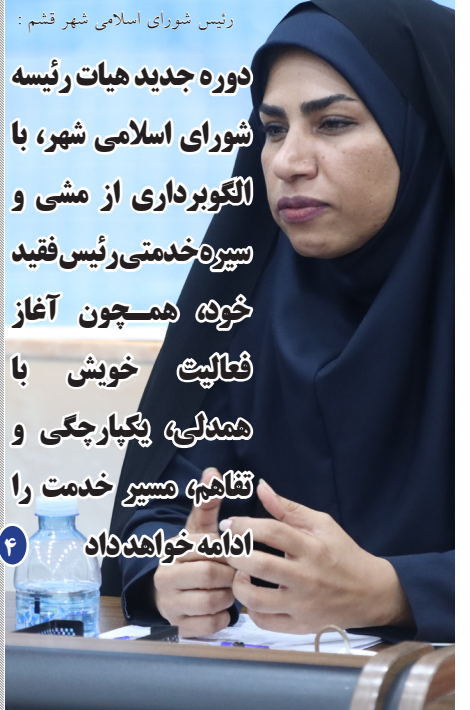 رئیس شورای اسلامی شهر قشم :
دوره جدید هیات رئیسه
شورای اسلامی شهر، با
الگوبرداری از مشی و
سیره‌خدمتی‌رئیس‌فقید
خود، همــچون آغاز
فعالیت خویش با
همدلی، یکپارچگی و
تفاهم، مسیر خدمت را
ادامه خواهد داد
۴